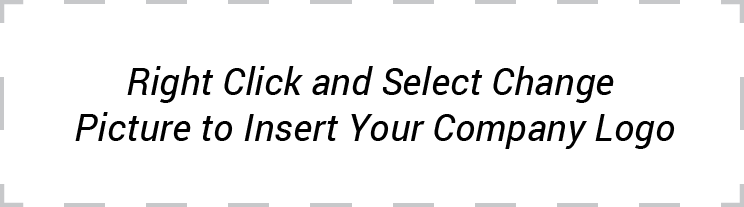 Right Click and Select Change
Picture to Insert Your Company Logo